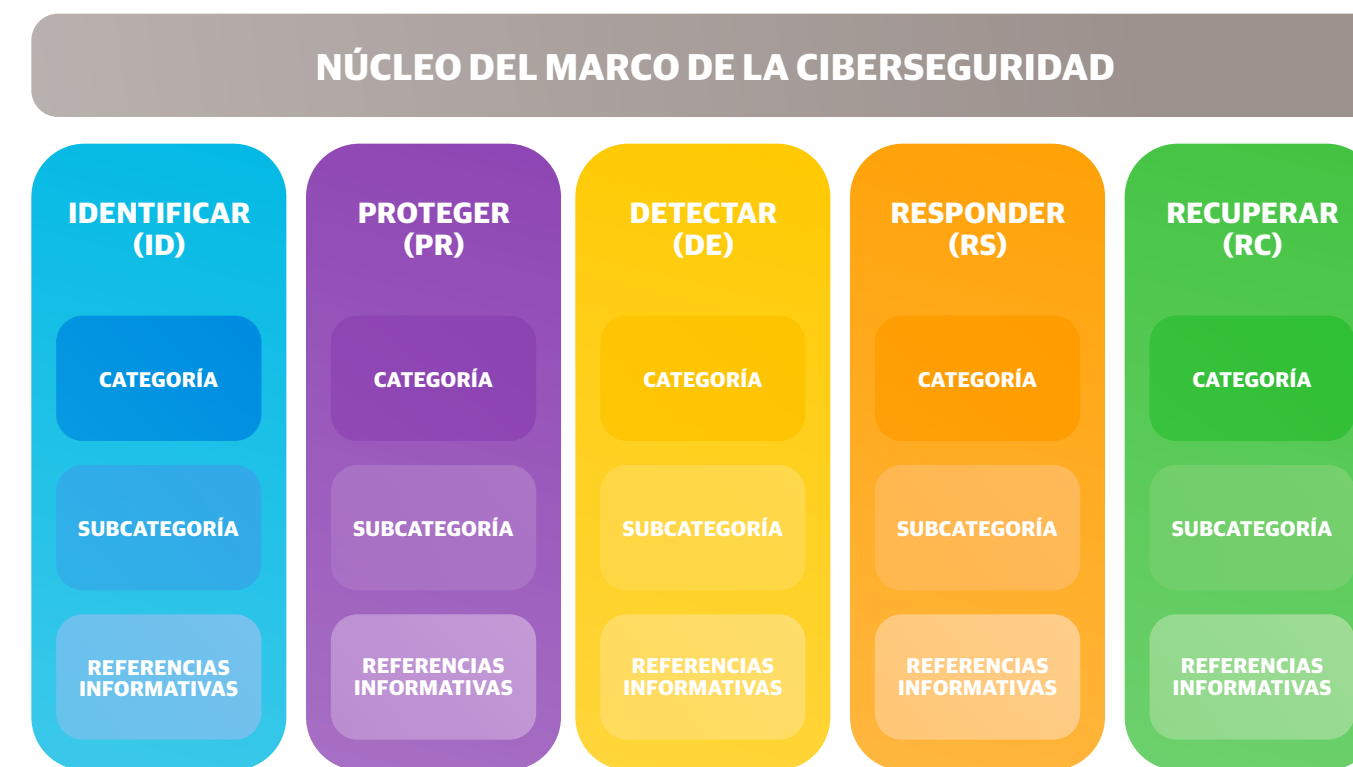 NÚCLEO DEL MARCO DE LA CIBERSEGURIDAD
IDENTIFICAR
(ID)
CATEGORÍA
SUBCATEGORÍA
REFERENCIAS
INFORMATIVAS
PROTEGER
(PR)
CATEGORÍA
SUBCATEGORÍA
REFERENCIAS
INFORMATIVAS
DETECTAR
(DE)
CATEGORÍA
SUBCATEGORÍA
REFERENCIAS
INFORMATIVAS
RESPONDER
(RS)
CATEGORÍA
SUBCATEGORÍA
REFERENCIAS
INFORMATIVAS
RECUPERAR
(RC)
CATEGORÍA
SUBCATEGORÍA
REFERENCIAS
INFORMATIVAS